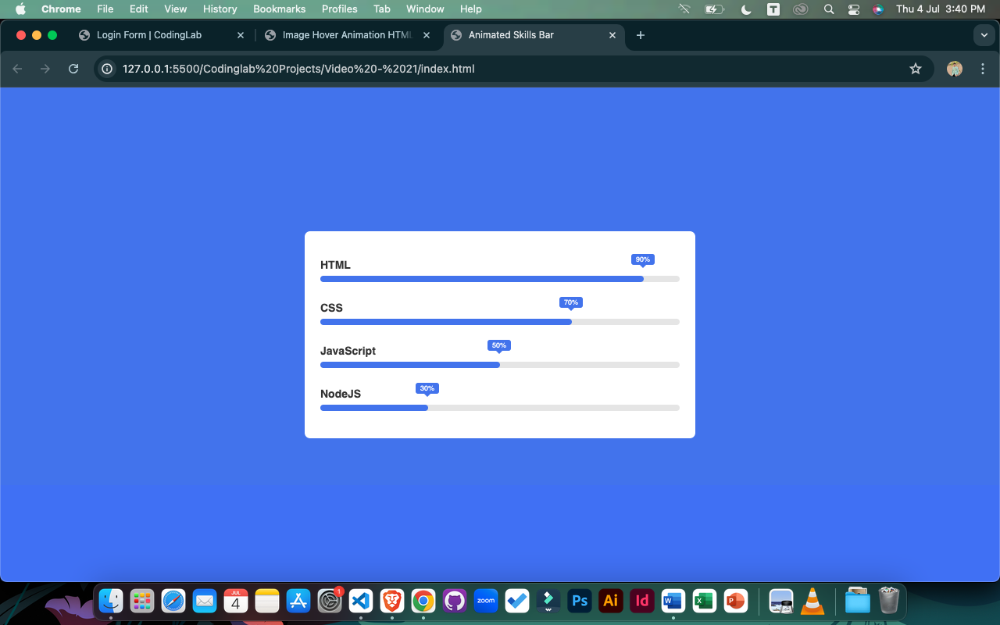 Chrome File Edit View History Bookmarks Profiles Tab Window Help T Thu 4 Jul 3:40 PM
Login Form | CodingLab Image Hover Animation HTML Animated Skills Bar
127.0.0.1:5500/Codinglab%20Projects/Video%20-%2021/index.html
HTML 90%
CSS 70%
JavaScript 50%
NodeJS 30%
JUL 4 1 zoom Ps Ai Id W X P